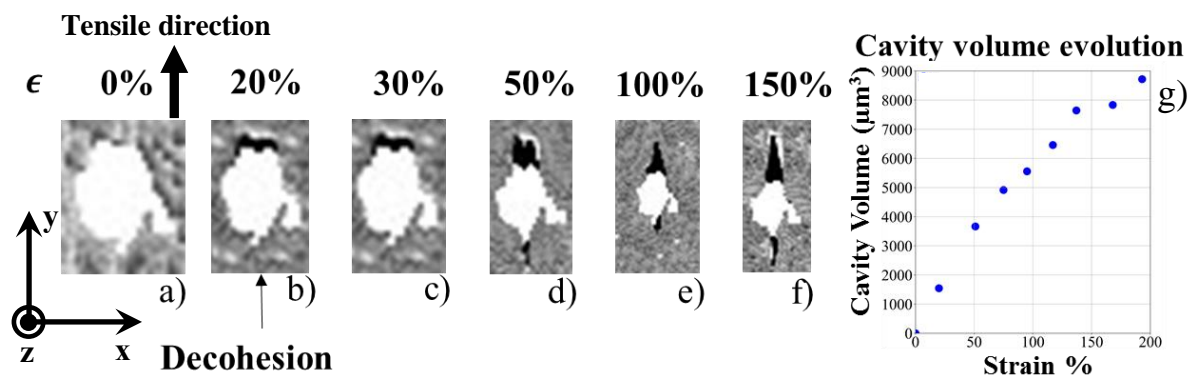 Tensile direction
ϵ 0% 20% 30% 50% 100% 150%
y
z x
a) b) c) d) e) f)
Decohesion
Cavity volume evolution
g)
Cavity Volume (μm³)
9000
8000
7000
6000
5000
4000
3000
2000
1000
0
0 50 100 150 200
Strain %